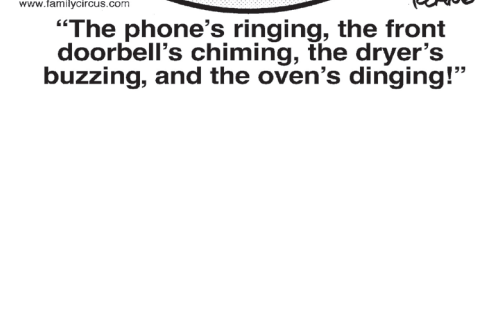 www.familycircus.com
“The phone’s ringing, the front
doorbell’s chiming, the dryer’s
buzzing, and the oven’s dinging!”